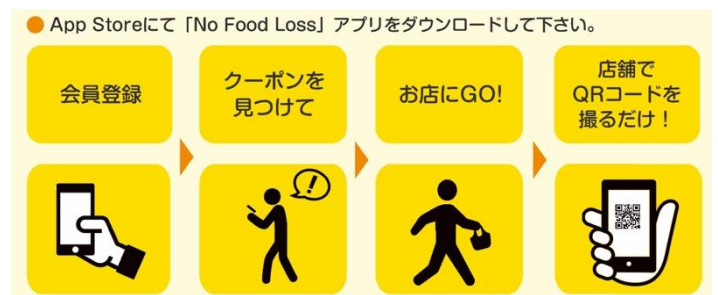 ● App Storeにて「No Food Loss」アプリをダウンロードして下さい。
会員登録
クーポンを
見つけて
お店にGO!
店舗で
QRコードを
撮るだけ！
!